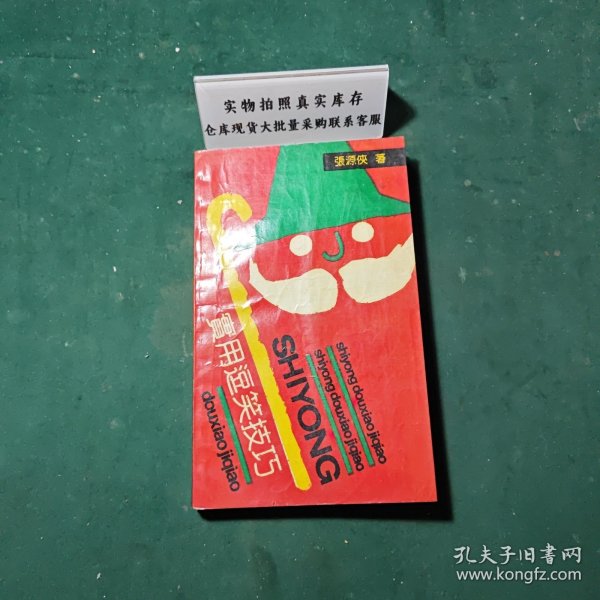 实物拍照真实库存
仓库现货大批量采购联系客服
張源俠 著
實用逗笑技巧
SHIYONG
douxiao jiqiao
shiyong douxiao jiqiao
shiyong douxiao jiqiao
孔夫子旧書网
www.kongfz.com